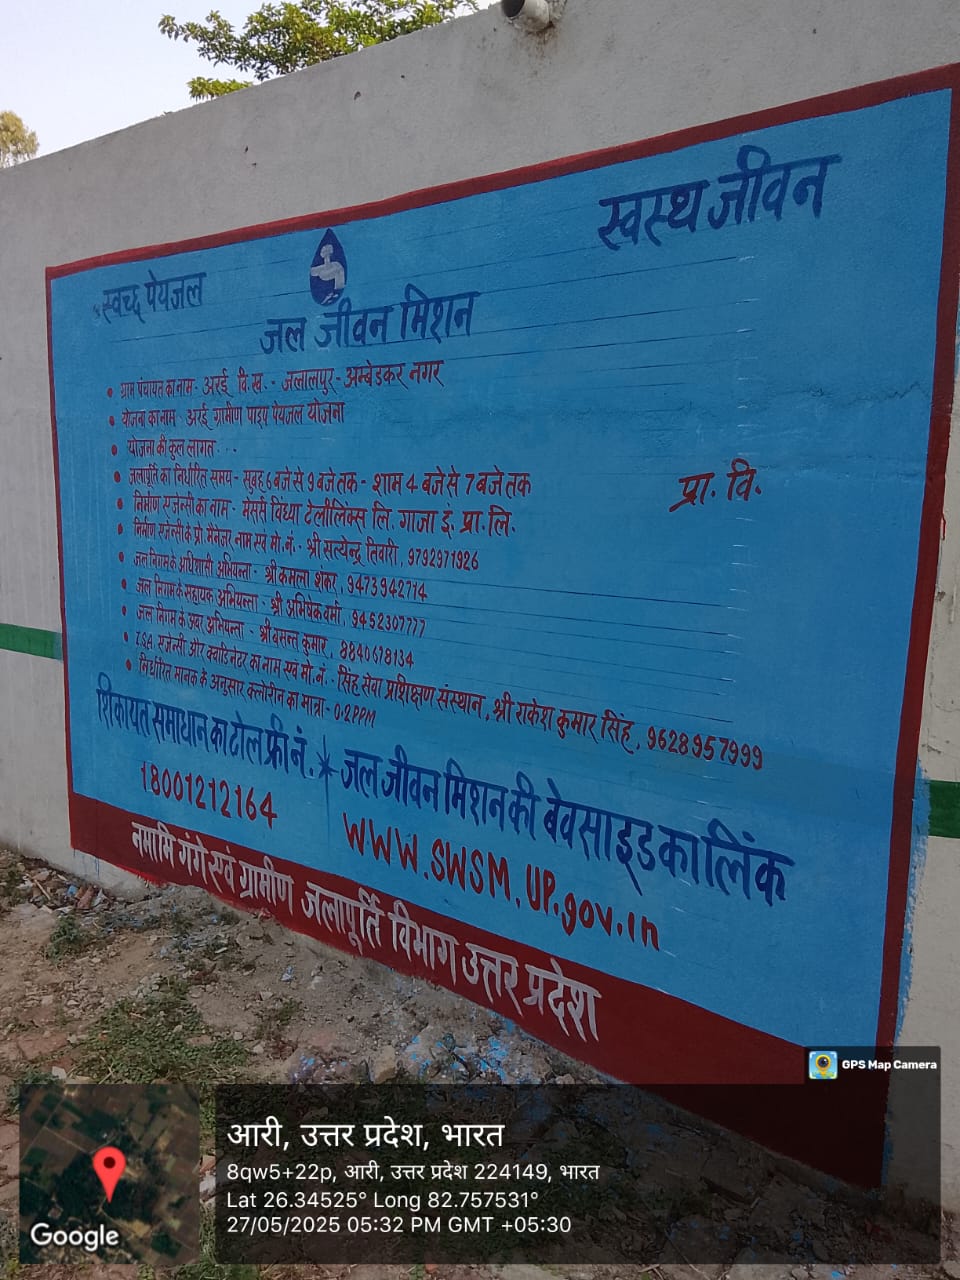 स्वच्छ पेयजल
स्वस्थ जीवन
जल जीवन मिशन
• ग्राम पंचायत का नाम- अरई वि.ख.- जलालपुर- अम्बेडकर नगर
• योजना का नाम- अरई ग्रामीण पाइप पेयजल योजना
• योजना की कुल लागत...
• जलापूर्ति का निर्धारित समय- सुबह 6 बजे से 9 बजे तक- शाम 4 बजे से 7 बजे तक
प्रा. वि.
• निर्माण एजेन्सी का नाम- मेसर्स विंध्या टेलीलिंक्स लि. गाजा इं. प्रा. लि.
• निर्माण एजेन्सी के प्रो. मैनेजर नाम एवं मो. नं.- श्री सत्येन्द्र तिवारी, 9792971926
• जल निगम के अधिशासी अभियन्ता- श्री कमला शंकर, 9473942714
• जल निगम के सहायक अभियन्ता- श्री अभिषेक वर्मा, 9452307777
• जल निगम के अवर अभियन्ता- श्री बसन्त कुमार, 8840678134
• I.S.A. एजेन्सी और क्वार्डिनेटर का नाम एवं मो. नं.- सिंह सेवा प्रशिक्षण संस्थान, श्री राकेश कुमार सिंह, 9628957999
• निर्धारित मानक के अनुसार क्लोरीन का मात्रा- 0.2PPM
शिकायत समाधान का टोल फ्री नं. * जल जीवन मिशन की बेवसाइड का लिंक
18001212164
WWW.SWSM.UP.gov.in
नमामि गंगे एवं ग्रामीण जलापूर्ति विभाग उत्तर प्रदेश
GPS Map Camera
आरी, उत्तर प्रदेश, भारत
8qw5+22p, आरी, उत्तर प्रदेश 224149, भारत
Lat 26.34525° Long 82.757531°
27/05/2025 05:32 PM GMT +05:30
Google